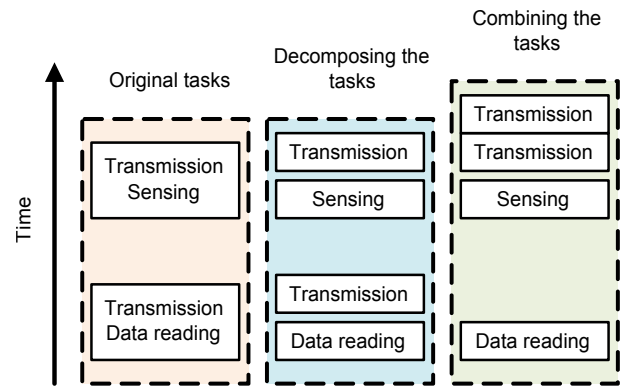 Time
Original tasks
Transmission
Sensing
Transmission
Data reading
Decomposing the
tasks
Transmission
Sensing
Transmission
Data reading
Combining the
tasks
Transmission
Transmission
Sensing
Data reading